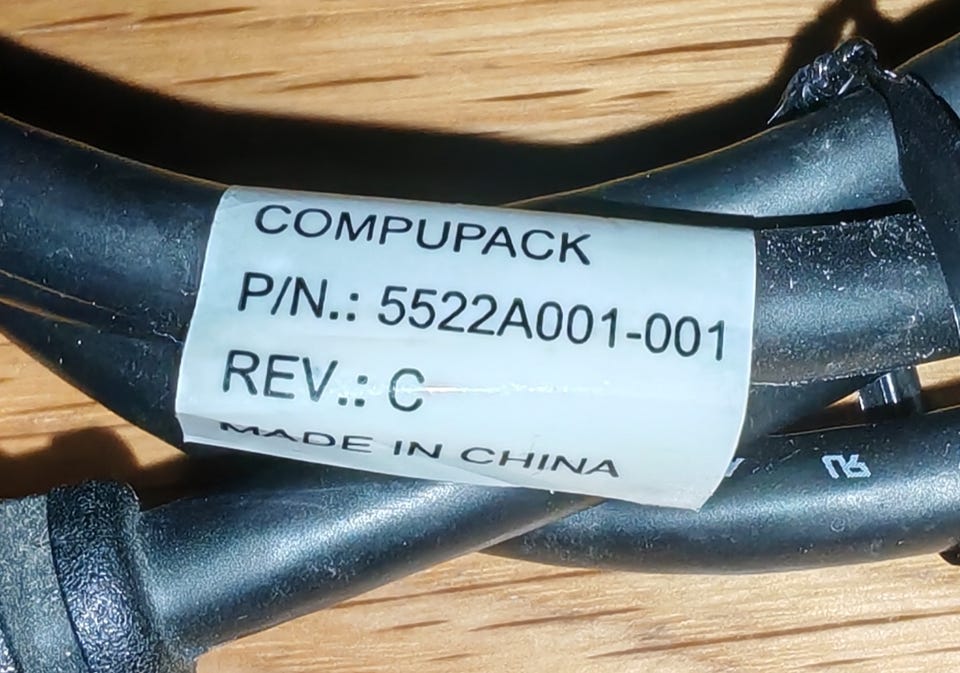 COMPUPACK
P/N.: 5522A001-001
REV.: C
MADE IN CHINA